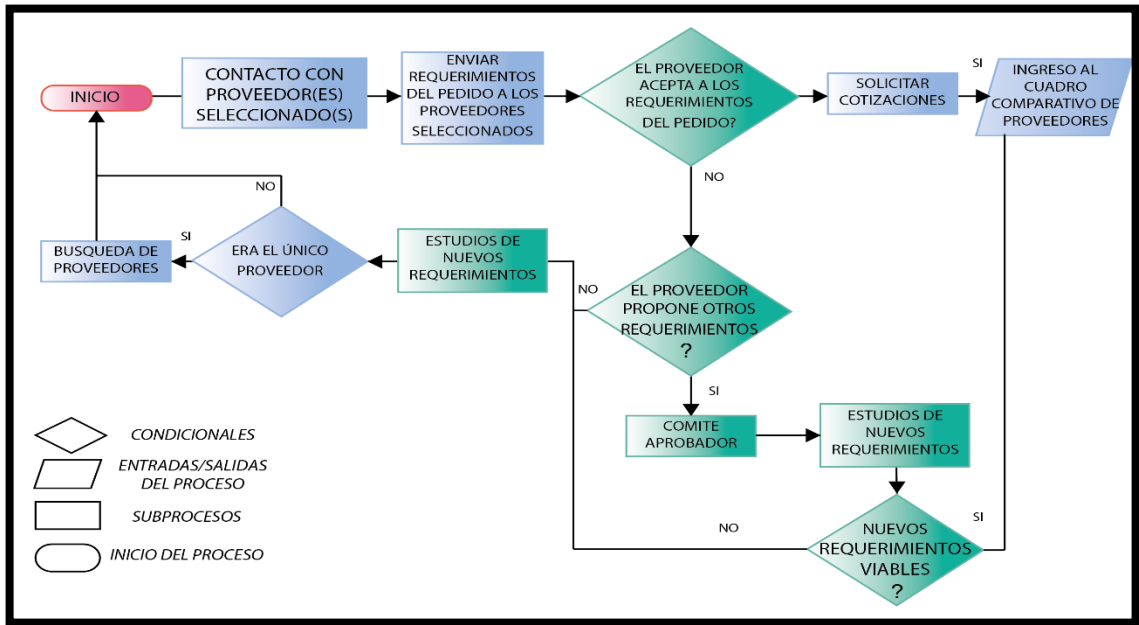 INICIO
CONTACTO CON
PROVEEDOR(ES)
SELECCIONADO(S)
ENVIAR
REQUERIMIENTOS
DEL PEDIDO A LOS
PROVEEDORES
SELECCIONADOS
EL PROVEEDOR
ACEPTA A LOS
REQUERIMIENTOS
DEL PEDIDO?
SOLICITAR
COTIZACIONES
SI
INGRESO AL
CUADRO
COMPARATIVO DE
PROVEEDORES
NO
BUSQUEDA DE
PROVEEDORES
SI
NO
ERA EL ÚNICO
PROVEEDOR
ESTUDIOS DE
NUEVOS
REQUERIMIENTOS
NO
EL PROVEEDOR
PROPONE OTROS
REQUERIMIENTOS
?
SI
COMITE
APROBADOR
ESTUDIOS DE
NUEVOS
REQUERIMIENTOS
NO
NUEVOS
REQUERIMIENTOS
VIABLES
?
SI
CONDICIONALES
ENTRADAS/SALIDAS
DEL PROCESO
SUBPROCESOS
INICIO DEL PROCESO